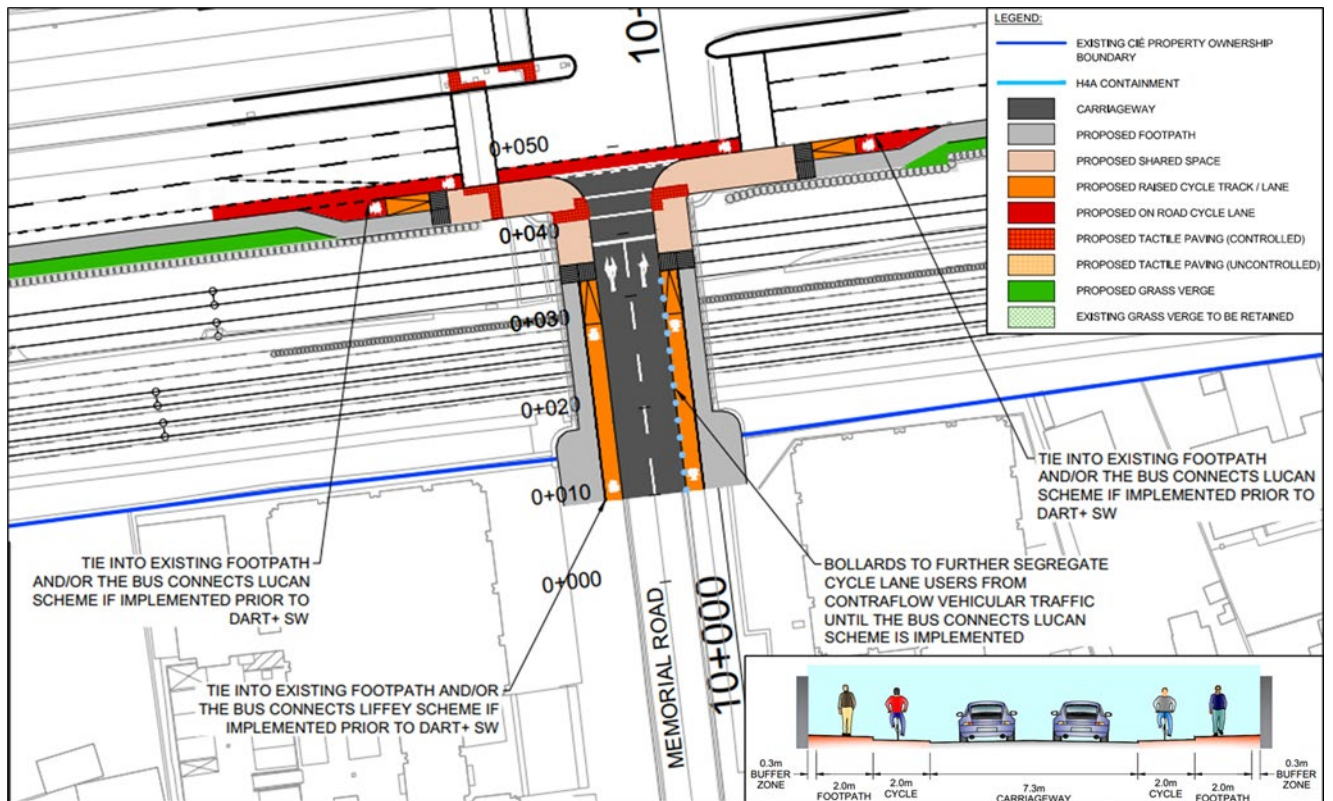 10-
LEGEND:
EXISTING CIÉ PROPERTY OWNERSHIP
BOUNDARY
H4A CONTAINMENT
CARRIAGEWAY
PROPOSED FOOTPATH
PROPOSED SHARED SPACE
PROPOSED RAISED CYCLE TRACK / LANE
PROPOSED ON ROAD CYCLE LANE
PROPOSED TACTILE PAVING (CONTROLLED)
PROPOSED TACTILE PAVING (UNCONTROLLED)
PROPOSED GRASS VERGE
EXISTING GRASS VERGE TO BE RETAINED
0+050
0+040
0+030
0+020
0+010
0+000
10+000
MEMORIAL ROAD
TIE INTO EXISTING FOOTPATH
AND/OR THE BUS CONNECTS LUCAN
SCHEME IF IMPLEMENTED PRIOR TO
DART+ SW
TIE INTO EXISTING FOOTPATH
AND/OR THE BUS CONNECTS LUCAN
SCHEME IF IMPLEMENTED PRIOR TO
DART+ SW
BOLLARDS TO FURTHER SEGREGATE
CYCLE LANE USERS FROM
CONTRAFLOW VEHICULAR TRAFFIC
UNTIL THE BUS CONNECTS LUCAN
SCHEME IS IMPLEMENTED
TIE INTO EXISTING FOOTPATH AND/OR
THE BUS CONNECTS LIFFEY SCHEME IF
IMPLEMENTED PRIOR TO DART+ SW
0.3m
BUFFER
ZONE
2.0m
FOOTPATH
2.0m
CYCLE
7.3m
CARRIAGEWAY
2.0m
CYCLE
2.0m
FOOTPATH
0.3m
BUFFER
ZONE